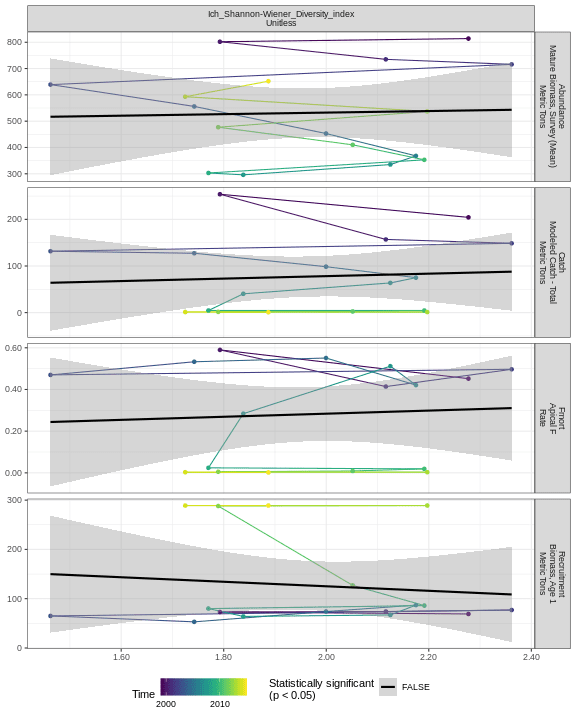 Ich_Shannon-Wiener_Diversity_index
Unitless
800
700
600
500
400
300
Abundance
Mature Biomass, Survey (Mean)
Metric Tons
200
100
0
Catch
Modeled Catch - Total
Metric Tons
0.60
0.40
0.20
0.00
Fmort
Apical F
Rate
300
200
100
0
Recruitment
Biomass, Age 1
Metric Tons
1.60 1.80 2.00 2.20 2.40
Time
2000 2010
Statistically significant
(p < 0.05)
FALSE